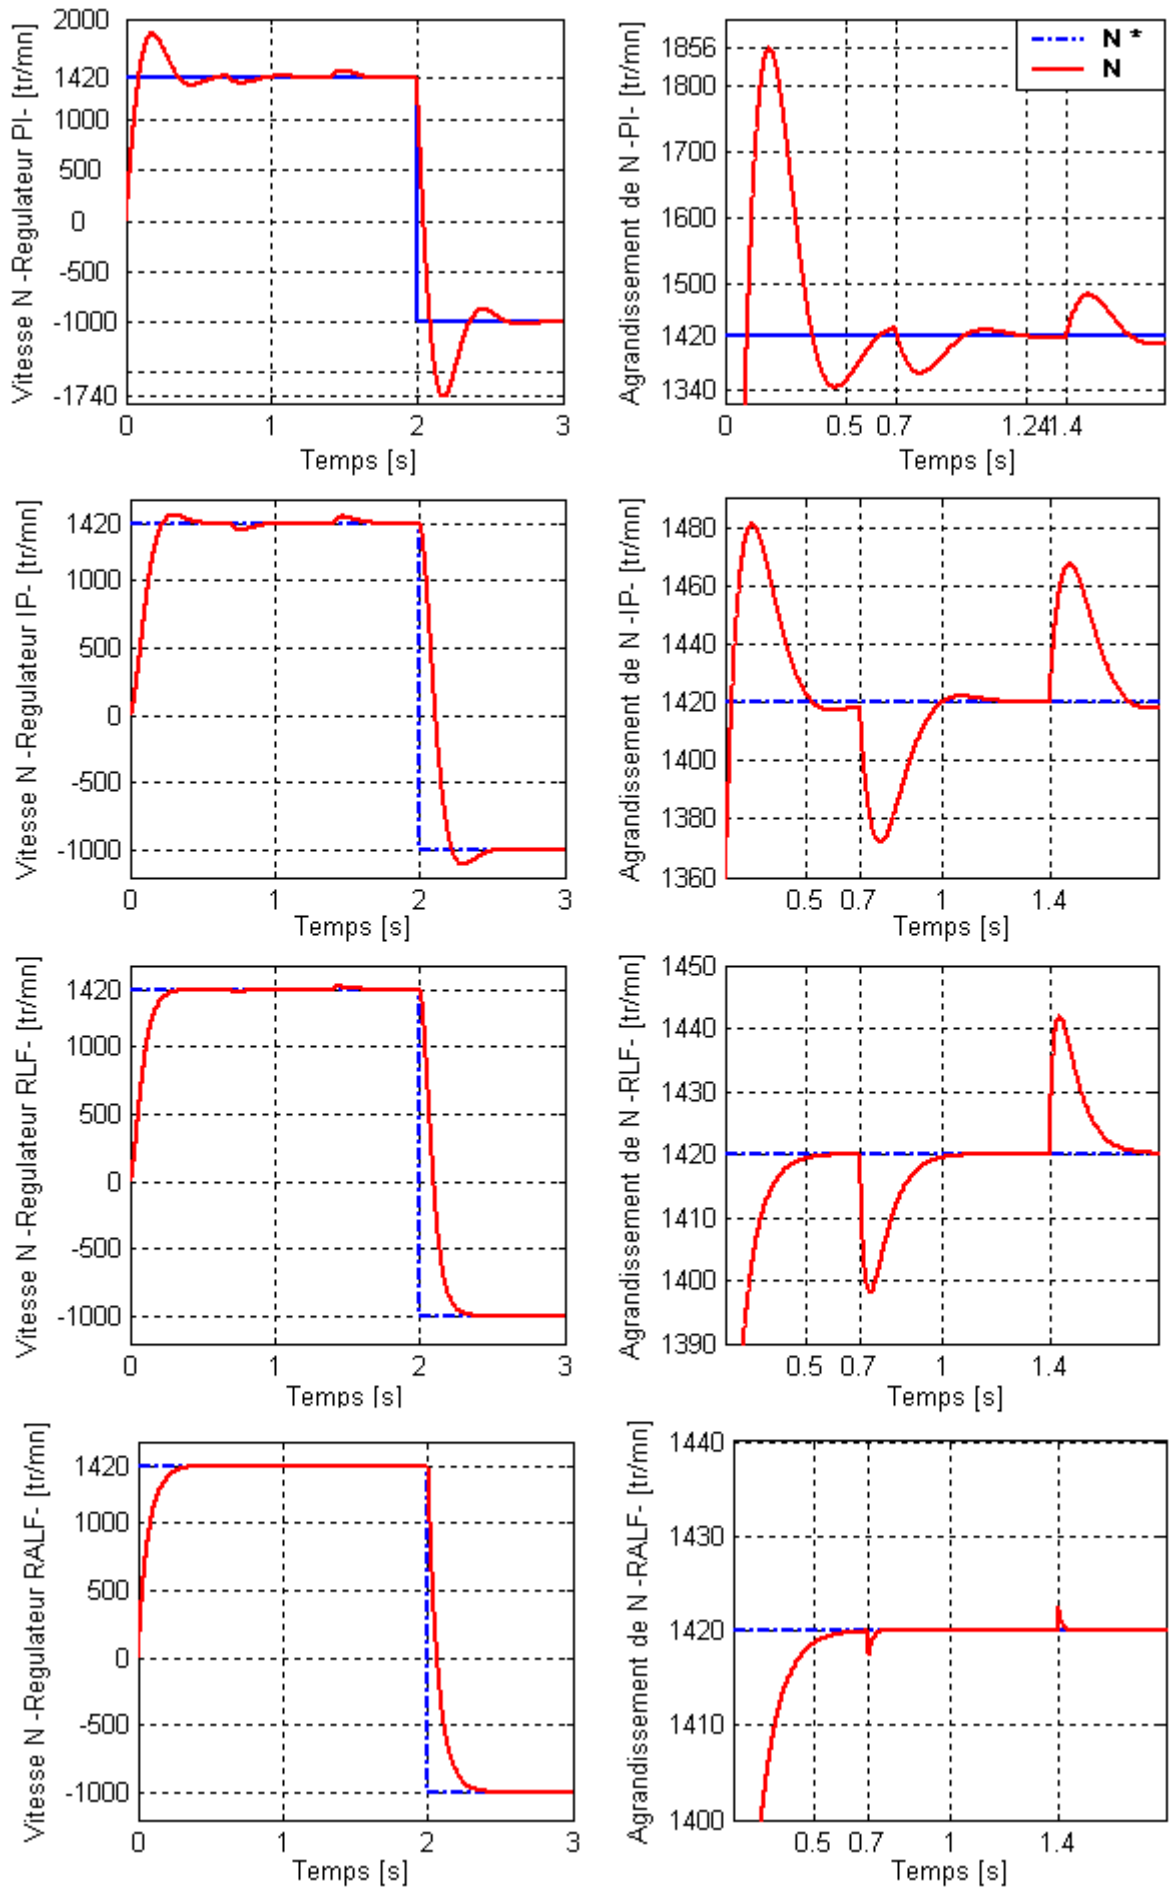 Vitesse N -Regulateur PI- [tr/mn]
2000
1420
1000
500
0
-500
-1000
-1740
0 1 2 3
Temps [s]
Agrandissement de N -PI- [tr/mn]
1856
1800
1700
1600
1500
1420
1340
0 0.5 0.7 1.24 1.4
Temps [s]
N *
N
Vitesse N -Regulateur IP- [tr/mn]
1420
1000
500
0
-500
-1000
0 1 2 3
Temps [s]
Agrandissement de N -IP- [tr/mn]
1480
1460
1440
1420
1400
1380
1360
0.5 0.7 1 1.4
Temps [s]
Vitesse N -Regulateur RLF- [tr/mn]
1420
1000
500
0
-500
-1000
0 1 2 3
Temps [s]
Agrandissement de N -RLF- [tr/mn]
1450
1440
1430
1420
1410
1400
1390
0.5 0.7 1 1.4
Temps [s]
Vitesse N -Regulateur RALF- [tr/mn]
1420
1000
500
0
-500
-1000
0 1 2 3
Temps [s]
Agrandissement de N -RALF- [tr/mn]
1440
1430
1420
1410
1400
0.5 0.7 1 1.4
Temps [s]